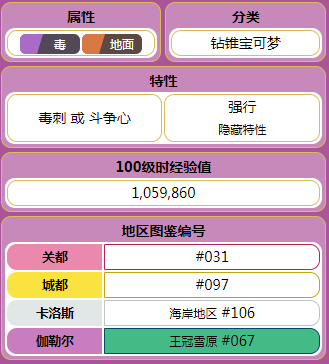 属性 分类
毒 地面 钻锥宝可梦
特性
毒刺 或 斗争心 强行
隐藏特性
100级时经验值
1,059,860
地区图鉴编号
关都 #031
城都 #097
卡洛斯 海岸地区 #106
伽勒尔 王冠雪原 #067